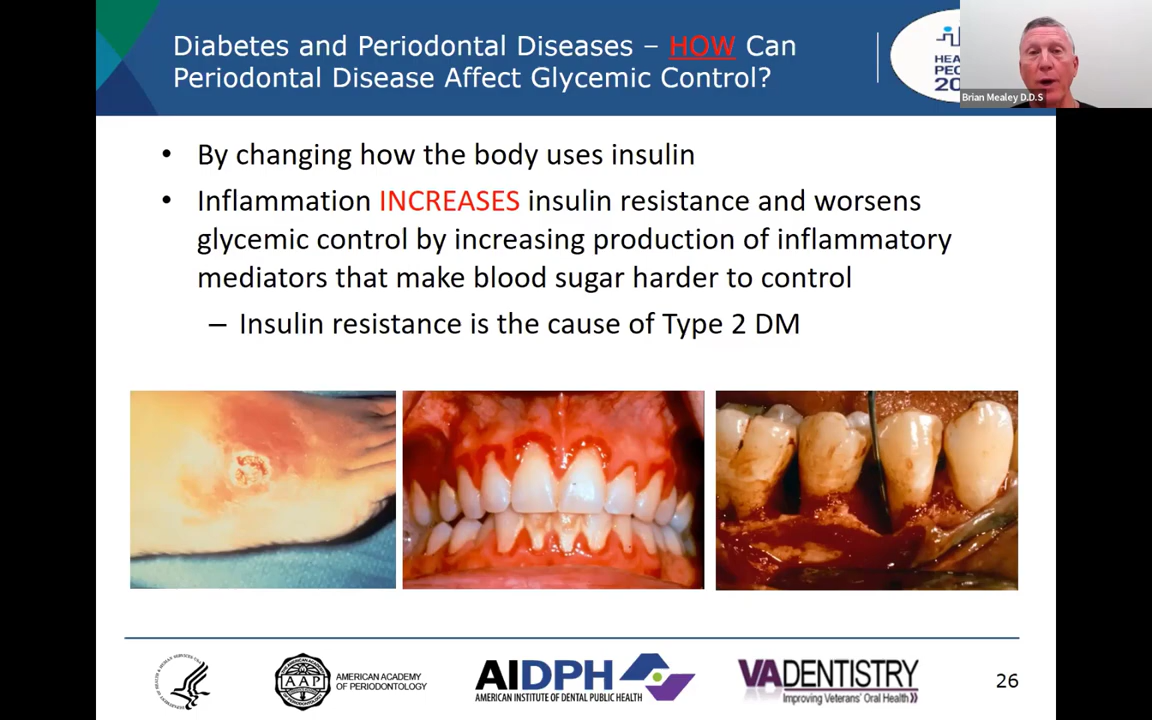 Diabetes and Periodontal Diseases – HOW Can
Periodontal Disease Affect Glycemic Control?
Brian Mealey D.D.S
• By changing how the body uses insulin
• Inflammation INCREASES insulin resistance and worsens
glycemic control by increasing production of inflammatory
mediators that make blood sugar harder to control
– Insulin resistance is the cause of Type 2 DM
AAP
AMERICAN ACADEMY
OF PERIODONTOLOGY
AIDPH
AMERICAN INSTITUTE OF DENTAL PUBLIC HEALTH
VADENTISTRY
Improving Veterans' Oral Health
26